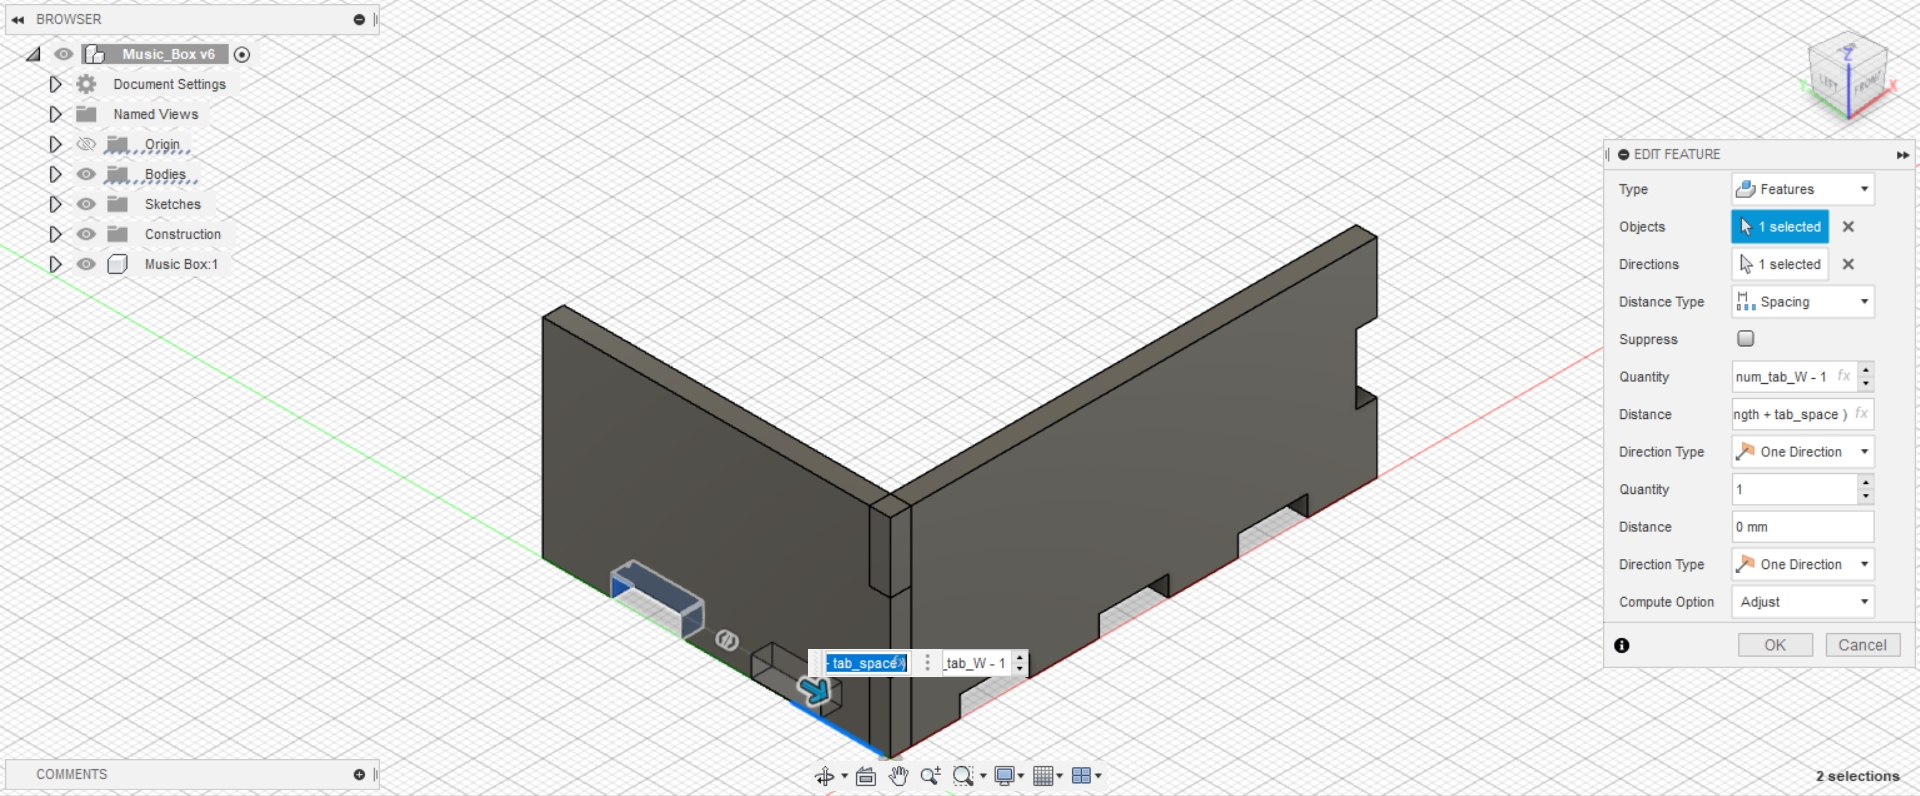 BROWSER
Music_Box v6
Document Settings
Named Views
Origin
Bodies
Sketches
Construction
Music Box:1
Z
LEFT
FRONT
X
Y
EDIT FEATURE
Type Features
Objects 1 selected
Directions 1 selected
Distance Type Spacing
Suppress
Quantity num_tab_W - 1 fx
Distance ngth + tab_space ) fx
Direction Type One Direction
Quantity 1
Distance 0 mm
Direction Type One Direction
Compute Option Adjust
OK Cancel
tab_space
_tab_W - 1
COMMENTS
2 selections